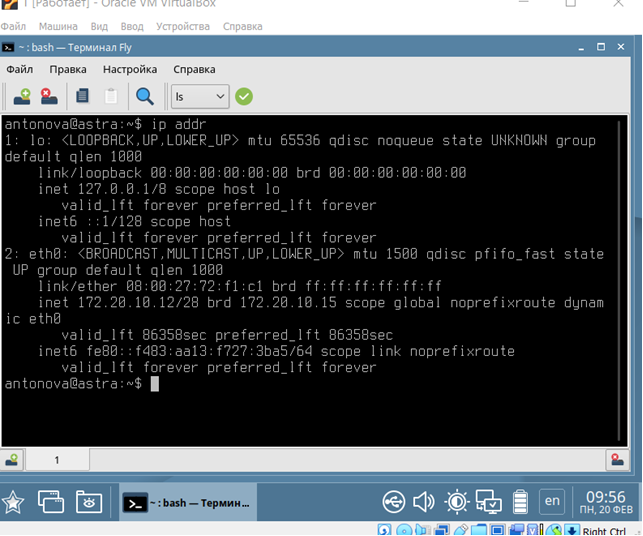 1 [Работает] - Oracle VM VirtualBox
Файл Машина Вид Ввод Устройства Справка
~ : bash — Терминал Fly
Файл Правка Настройка Справка
ls
antonova@astra:~$ ip addr
1: lo: <LOOPBACK,UP,LOWER_UP> mtu 65536 qdisc noqueue state UNKNOWN group
default qlen 1000
link/loopback 00:00:00:00:00:00 brd 00:00:00:00:00:00
inet 127.0.0.1/8 scope host lo
valid_lft forever preferred_lft forever
inet6 ::1/128 scope host
valid_lft forever preferred_lft forever
2: eth0: <BROADCAST,MULTICAST,UP,LOWER_UP> mtu 1500 qdisc pfifo_fast state
UP group default qlen 1000
link/ether 08:00:27:72:f1:c1 brd ff:ff:ff:ff:ff:ff
inet 172.20.10.12/28 brd 172.20.10.15 scope global noprefixroute dynam
ic eth0
valid_lft 86358sec preferred_lft 86358sec
inet6 fe80::f483:aa13:f727:3ba5/64 scope link noprefixroute
valid_lft forever preferred_lft forever
antonova@astra:~$
1
~ : bash — Термин...
en
09:56
ПН, 20 ФЕВ
Right Ctrl